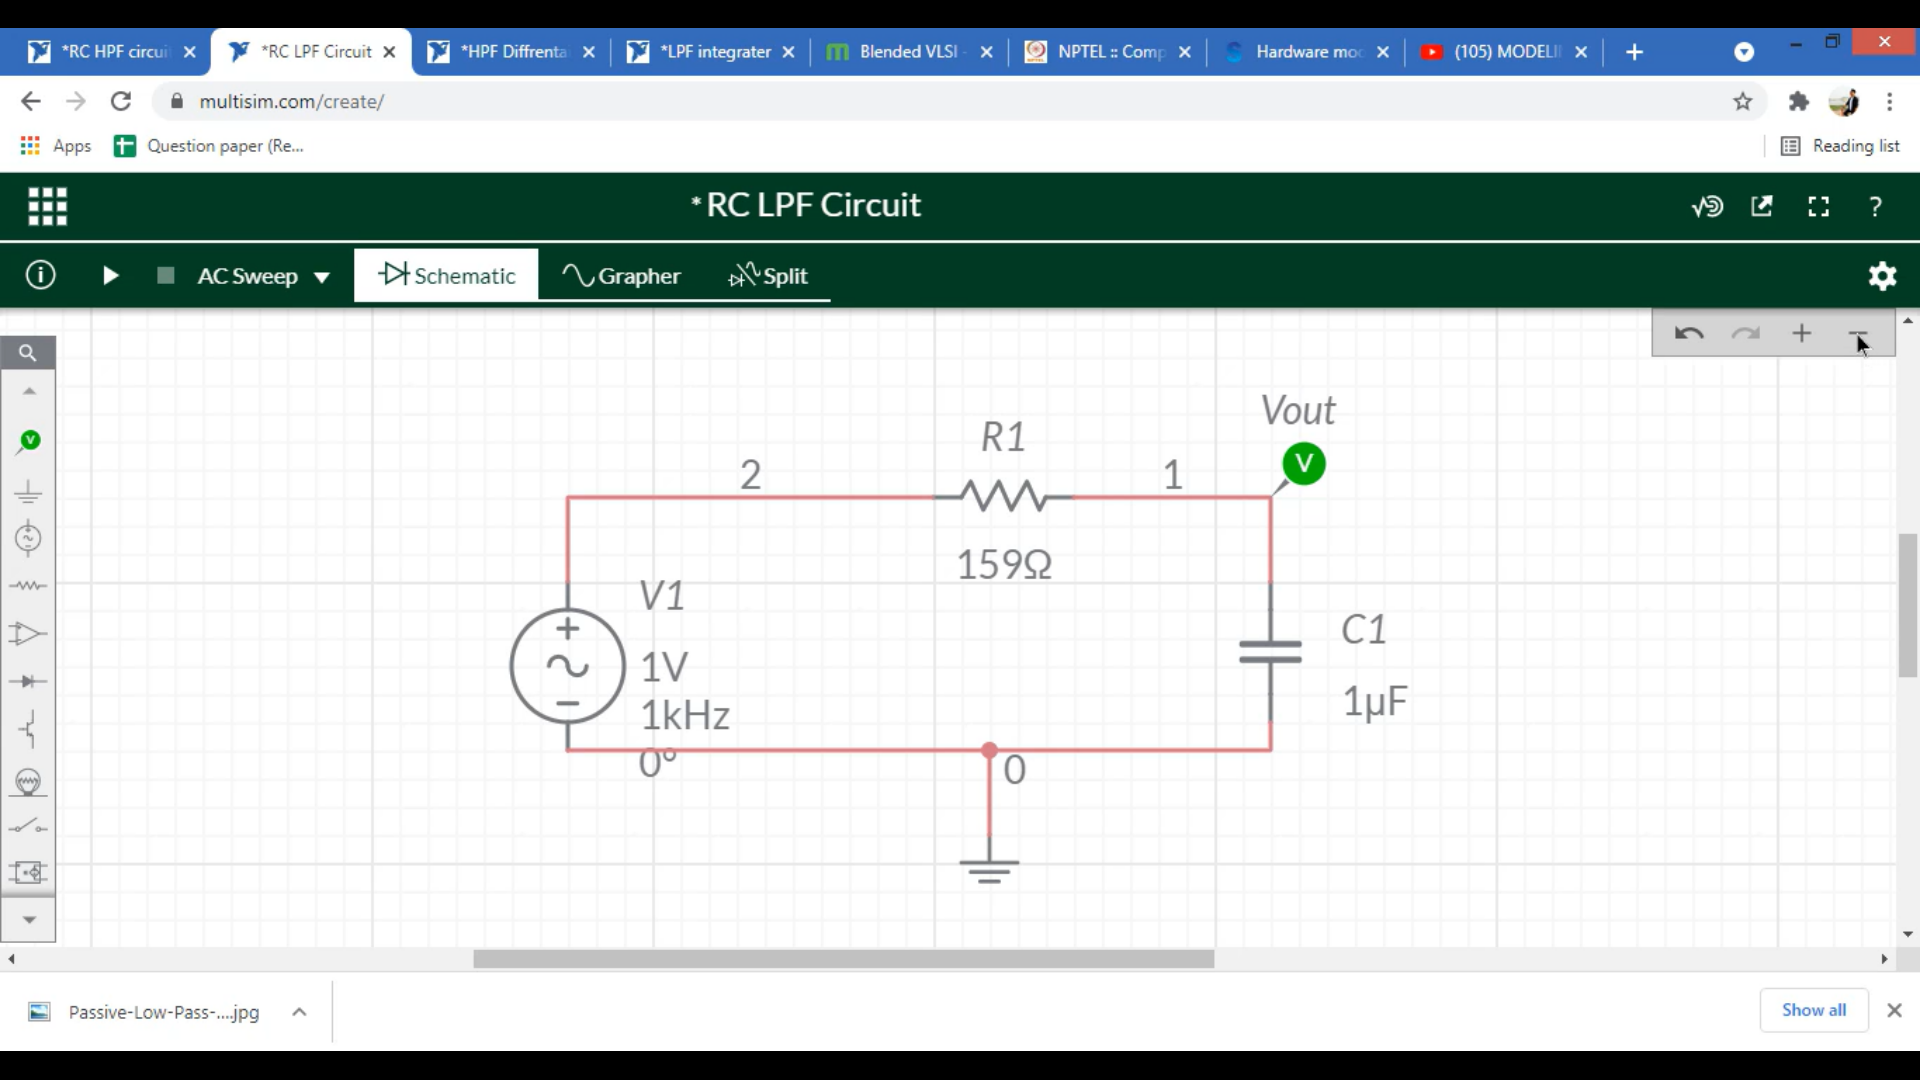 *RC HPF circui
*RC LPF Circuit
*HPF Diffrenta
*LPF integrater
Blended VLSI -
NPTEL :: Comp
Hardware mod
(105) MODELI
multisim.com/create/
Apps
Question paper (Re...
Reading list
* RC LPF Circuit
?
AC Sweep
Schematic
Grapher
Split
Vout
V
R1
2
1
159Ω
V1
1V
1kHz
0°
C1
1µF
0
V
Passive-Low-Pass-....jpg
Show all